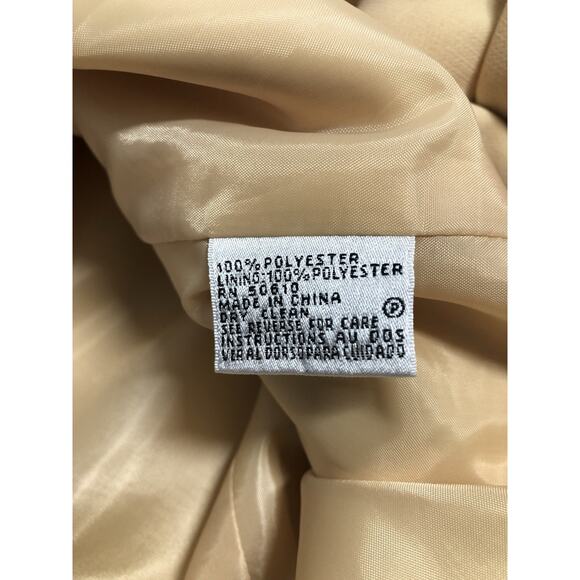 100% POLYESTER
LINING:100% POLYESTER
RN 50610
MADE IN CHINA
DRY CLEAN
SEE REVERSE FOR CARE
INSTRUCTIONS AU DOS
VER AL DORSO PARA CUIDADO
P